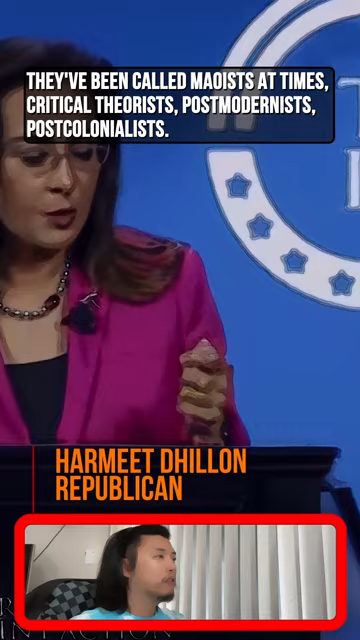 THEY'VE BEEN CALLED MAOISTS AT TIMES,
CRITICAL THEORISTS, POSTMODERNISTS,
POSTCOLONIALISTS.
HARMEET DHILLON
REPUBLICAN